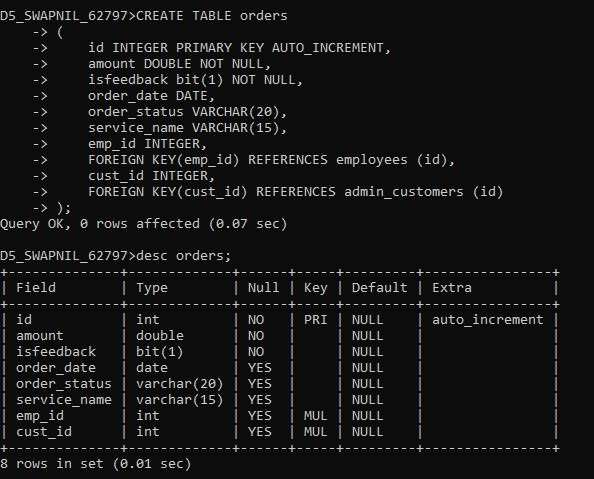 D5_SWAPNIL_62797>CREATE TABLE orders
    -> (
    ->     id INTEGER PRIMARY KEY AUTO_INCREMENT,
    ->     amount DOUBLE NOT NULL,
    ->     isfeedback bit(1) NOT NULL,
    ->     order_date DATE,
    ->     order_status VARCHAR(20),
    ->     service_name VARCHAR(15),
    ->     emp_id INTEGER,
    ->     FOREIGN KEY(emp_id) REFERENCES employees (id),
    ->     cust_id INTEGER,
    ->     FOREIGN KEY(cust_id) REFERENCES admin_customers (id)
    -> );
Query OK, 0 rows affected (0.07 sec)

D5_SWAPNIL_62797>desc orders;
+--------------+-------------+------+-----+---------+----------------+
| Field        | Type        | Null | Key | Default | Extra          |
+--------------+-------------+------+-----+---------+----------------+
| id           | int         | NO   | PRI | NULL    | auto_increment |
| amount       | double      | NO   |     | NULL    |                |
| isfeedback   | bit(1)      | NO   |     | NULL    |                |
| order_date   | date        | YES  |     | NULL    |                |
| order_status | varchar(20) | YES  |     | NULL    |                |
| service_name | varchar(15) | YES  |     | NULL    |                |
| emp_id       | int         | YES  | MUL | NULL    |                |
| cust_id      | int         | YES  | MUL | NULL    |                |
+--------------+-------------+------+-----+---------+----------------+
8 rows in set (0.01 sec)